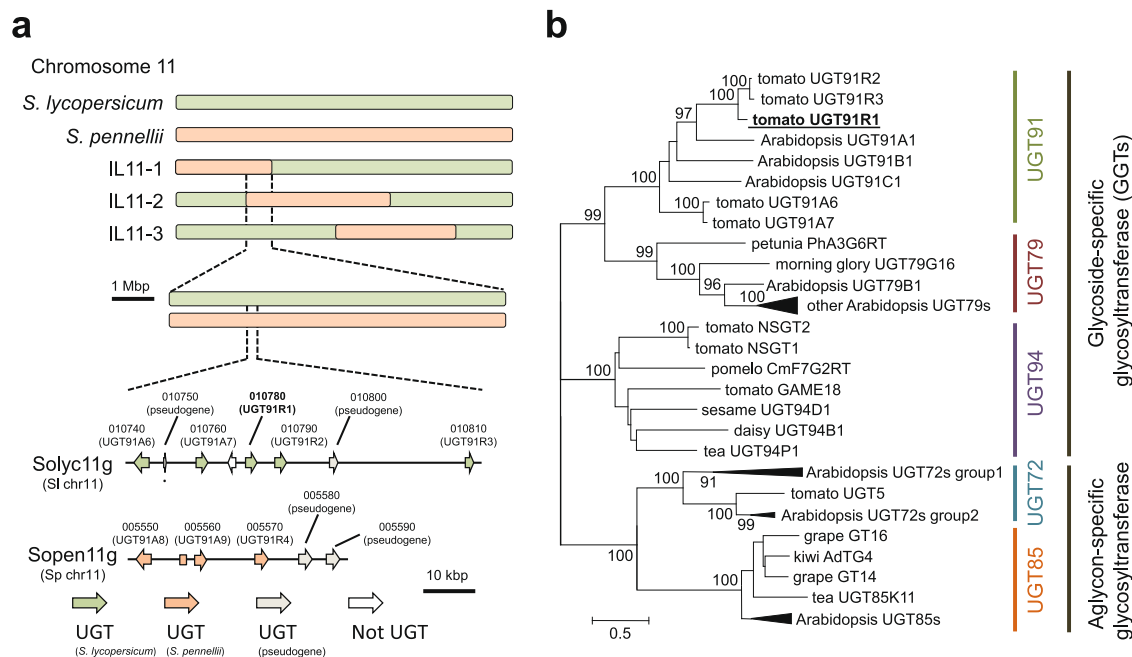 a
Chromosome 11
S. lycopersicum
S. pennellii
IL11-1
IL11-2
IL11-3
1 Mbp
010750
(pseudogene)
010780
(UGT91R1)
010800
(pseudogene)
010740
(UGT91A6)
010760
(UGT91A7)
010790
(UGT91R2)
010810
(UGT91R3)
Solyc11g
(Sl chr11)
005580
(pseudogene)
005550
(UGT91A8)
005560
(UGT91A9)
005570
(UGT91R4)
005590
(pseudogene)
Sopen11g
(Sp chr11)
10 kbp
UGT
(S. lycopersicum)
UGT
(S. pennellii)
UGT
(pseudogene)
Not UGT
b
100
tomato UGT91R2
100
tomato UGT91R3
97
tomato UGT91R1
Arabidopsis UGT91A1
Arabidopsis UGT91B1
100
Arabidopsis UGT91C1
100
tomato UGT91A6
tomato UGT91A7
99
99
petunia PhA3G6RT
100
morning glory UGT79G16
96
Arabidopsis UGT79B1
100
other Arabidopsis UGT79s
100
tomato NSGT2
tomato NSGT1
100
pomelo CmF7G2RT
tomato GAME18
sesame UGT94D1
daisy UGT94B1
tea UGT94P1
100
Arabidopsis UGT72s group1
91
tomato UGT5
100
Arabidopsis UGT72s group2
99
100
grape GT16
kiwi AdTG4
100
grape GT14
tea UGT85K11
Arabidopsis UGT85s
0.5
UGT91
UGT79
UGT94
UGT72
UGT85
Glycoside-specific
glycosyltransferase (GGTs)
Aglycon-specific
glycosyltransferase